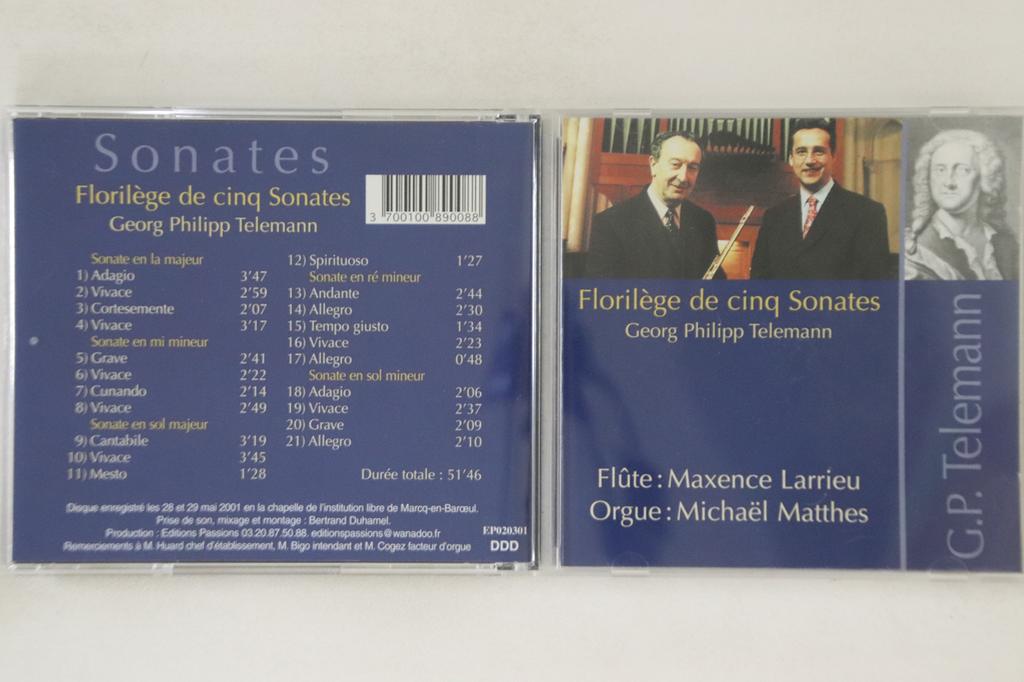 Sonates
Florilège de cinq Sonates
Georg Philipp Telemann
3 700100 890088
Sonate en la majeur
1) Adagio 3'47
2) Vivace 2'59
3) Cortesemente 2'07
4) Vivace 3'17
Sonate en mi mineur
5) Grave 2'41
6) Vivace 2'22
7) Cunando 2'14
8) Vivace 2'49
Sonate en sol majeur
9) Cantabile 3'19
10) Vivace 3'45
11) Mesto 1'28
12) Spirituoso 1'27
Sonate en ré mineur
13) Andante 2'44
14) Allegro 2'30
15) Tempo giusto 1'34
16) Vivace 2'23
17) Allegro 0'48
Sonate en sol mineur
18) Adagio 2'06
19) Vivace 2'37
20) Grave 2'09
21) Allegro 2'10
Durée totale : 51'46
Disque enregistré les 28 et 29 mai 2001 en la chapelle de l'institution libre de Marcq-en-Barœul.
Prise de son, mixage et montage : Bertrand Duhamel.
Production : Editions Passions 03.20.87.50.88. editionspassions@wanadoo.fr
Remerciements à M. Huard chef d'établissement, M. Bigo intendant et M. Cogez facteur d'orgue
EP020301
DDD
Florilège de cinq Sonates
Georg Philipp Telemann
Flûte : Maxence Larrieu
Orgue : Michaël Matthes
G.P. Telemann